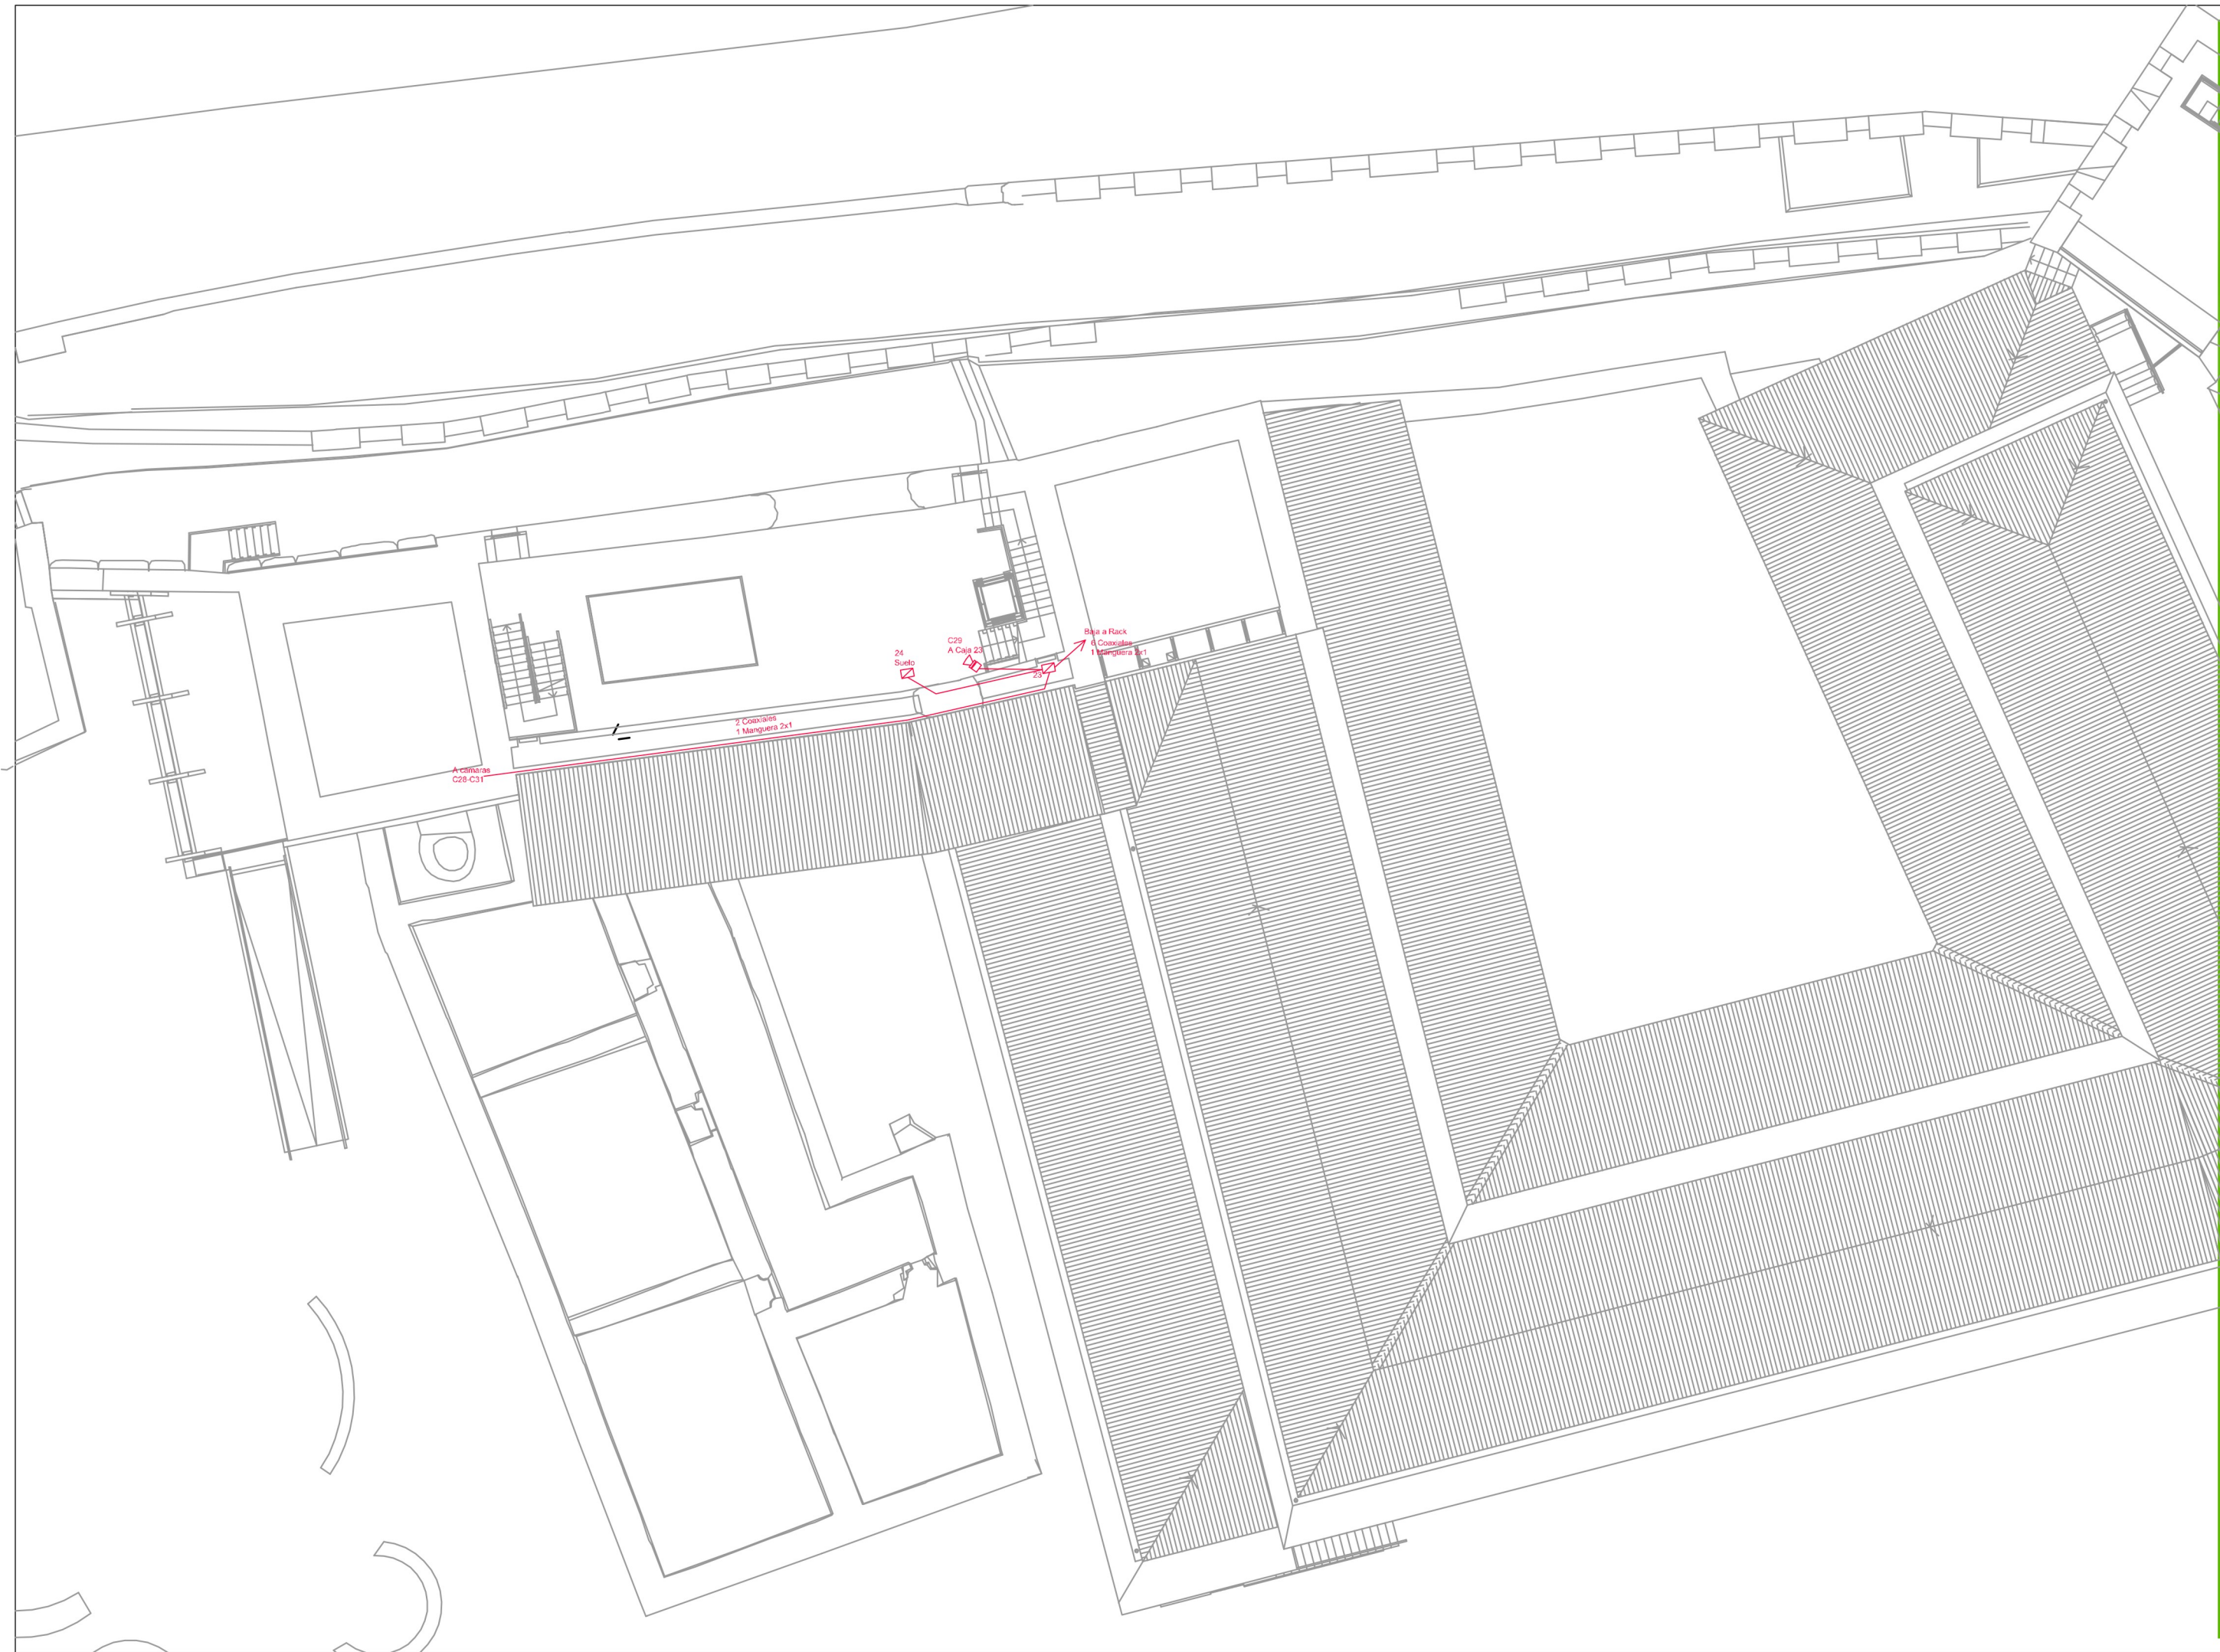 Baja a Rack
6 Coaxiales
1 Manguera 2x1
C29
A Caja 23
24
Suelo
23
2 Coaxiales
1 Manguera 2x1
A cámaras
C28-C31